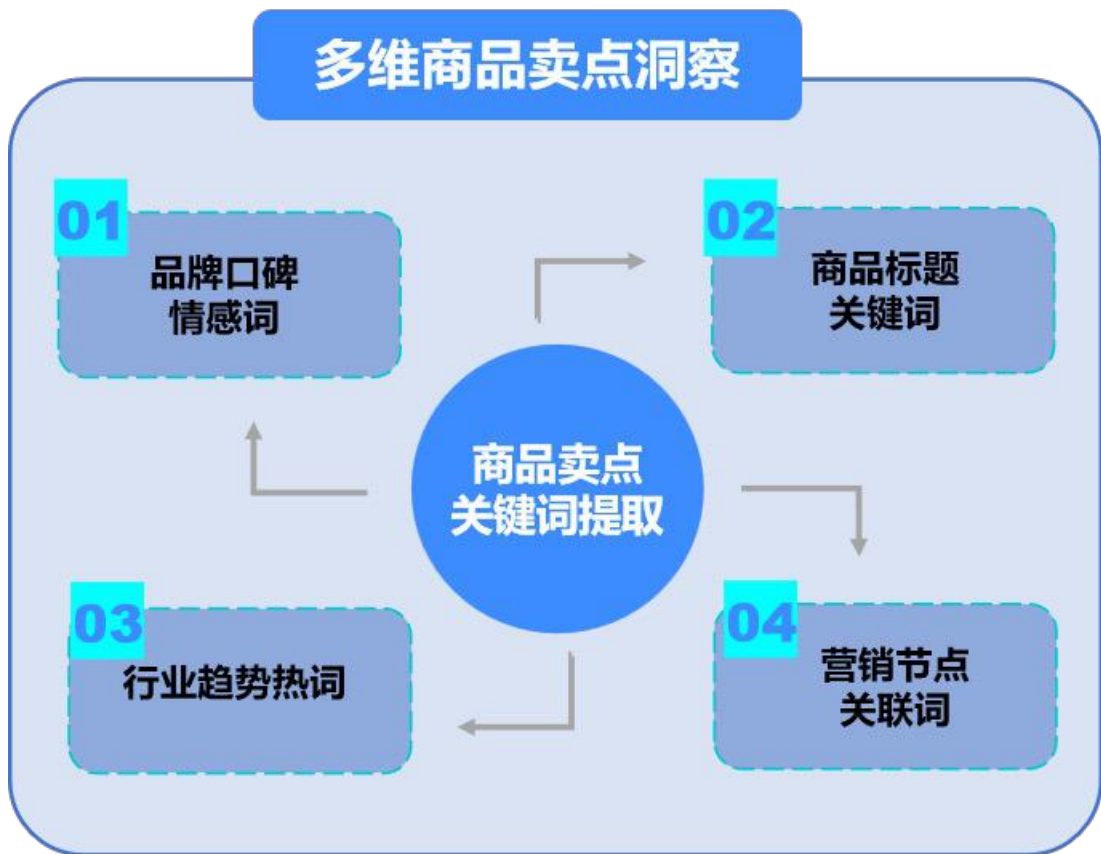 多维商品卖点洞察
01
品牌口碑
情感词
02
商品标题
关键词
商品卖点
关键词提取
03
行业趋势热词
04
营销节点
关联词